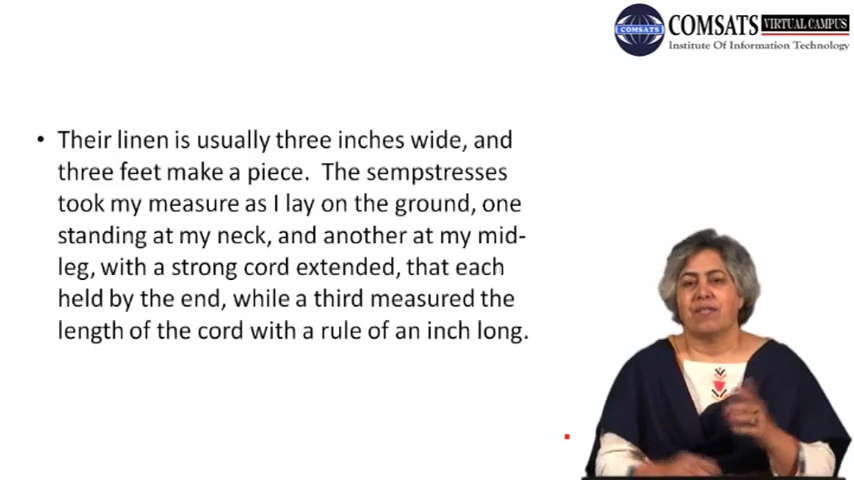 COMSATS VIRTUAL CAMPUS
COMSATS
Institute Of Information Technology
• Their linen is usually three inches wide, and
three feet make a piece.  The sempstresses
took my measure as I lay on the ground, one
standing at my neck, and another at my mid-
leg, with a strong cord extended, that each
held by the end, while a third measured the
length of the cord with a rule of an inch long.